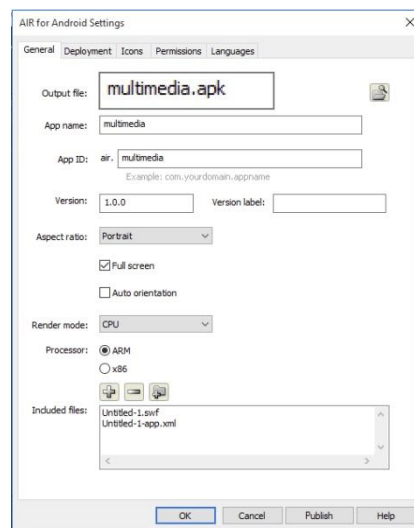 AIR for Android Settings
General Deployment Icons Permissions Languages
Output file: multimedia.apk
App name: multimedia
App ID: air. multimedia
Example: com.yourdomain.appname
Version: 1.0.0 Version label:
Aspect ratio: Portrait
Full screen
Auto orientation
Render mode: CPU
Processor: ARM
x86
Included files: Untitled-1.swf
Untitled-1-app.xml
OK Cancel Publish Help